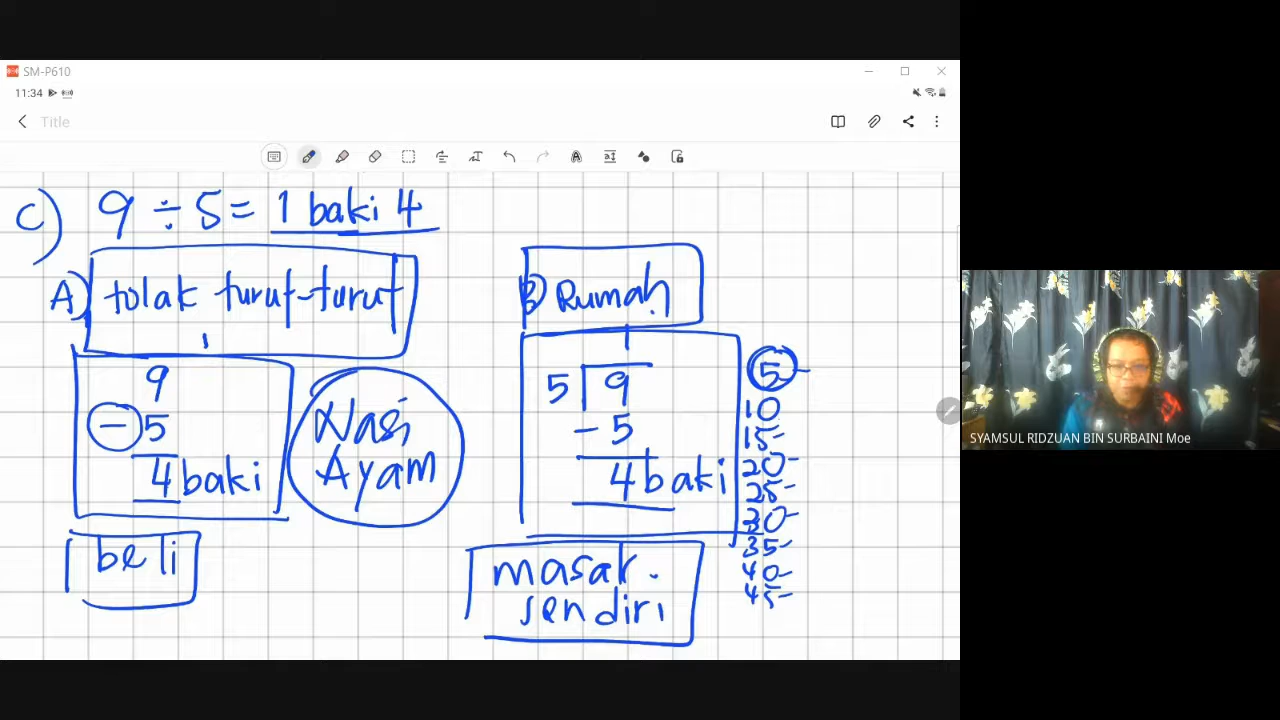 SM-P610
11:34
Title
C) 9 ÷ 5 = 1 baki 4
A) tolak turut-turut
9
- 5
4 baki
beli
Nasi
Ayam
B) Rumah
1
5 9
- 5
4 baki
masak
sendiri
5
10
15
20
25
30
35
40
45
SYAMSUL RIDZUAN BIN SURBAINI Moe